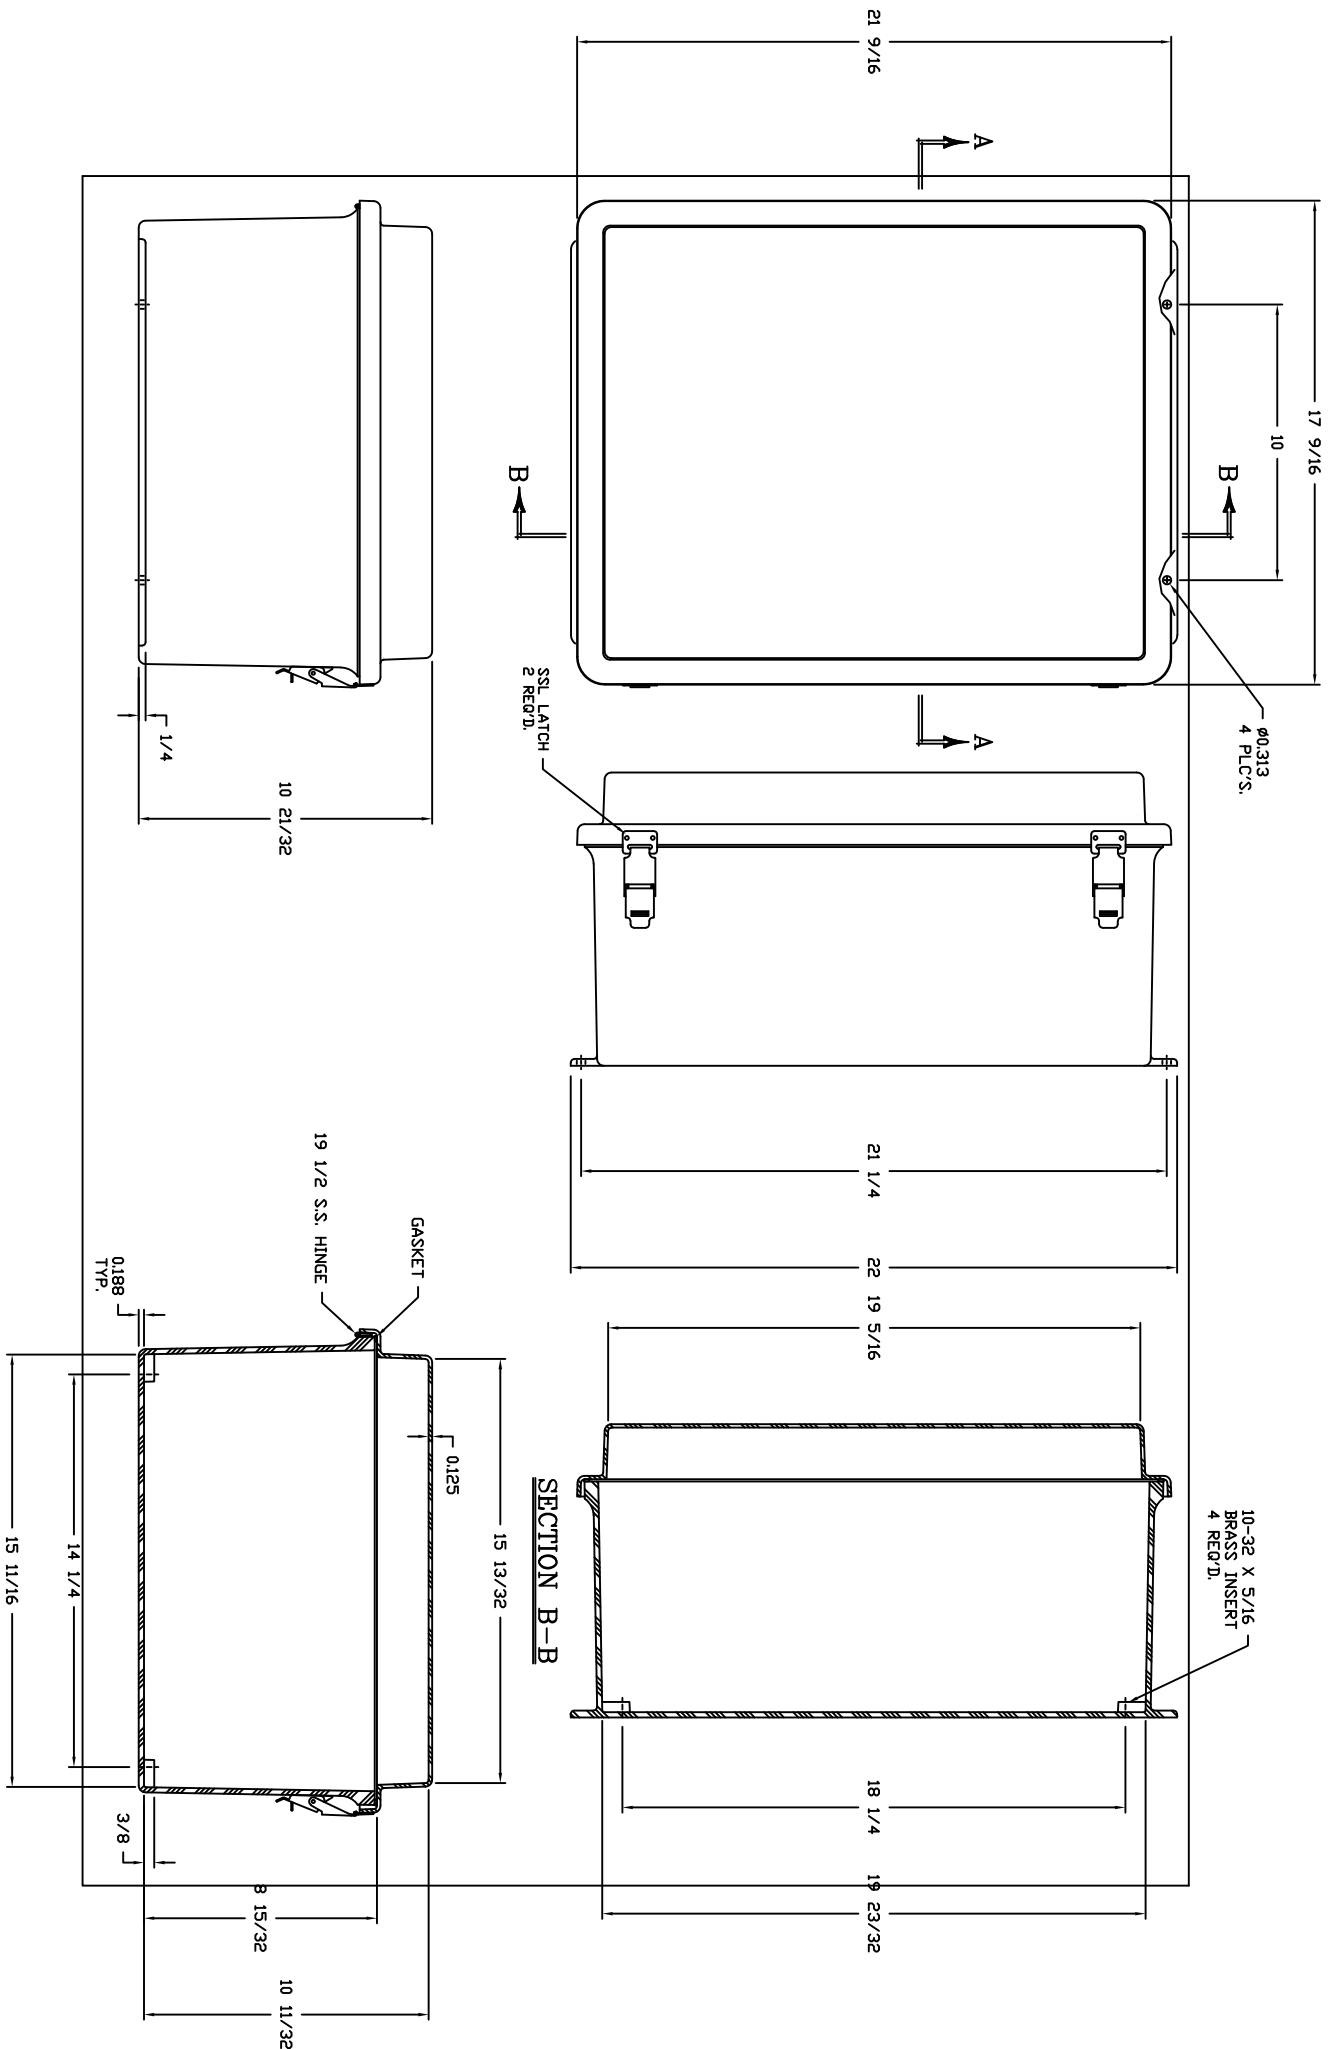 21 9/16
A
A
17 9/16
10
B
B
ø0.313
4 PLC'S.
SSL LATCH
2 REQ'D.
1/4
10 21/32
21 1/4
22
19 5/16
10-32 X 5/16
BRASS INSERT
4 REQ'D.
18 1/4
19 23/32
SECTION B-B
19 1/2 S.S. HINGE
GASKET
0.188
TYP.
0.125
15 13/32
14 1/4
15 11/16
3/8
8 15/32
10 11/32